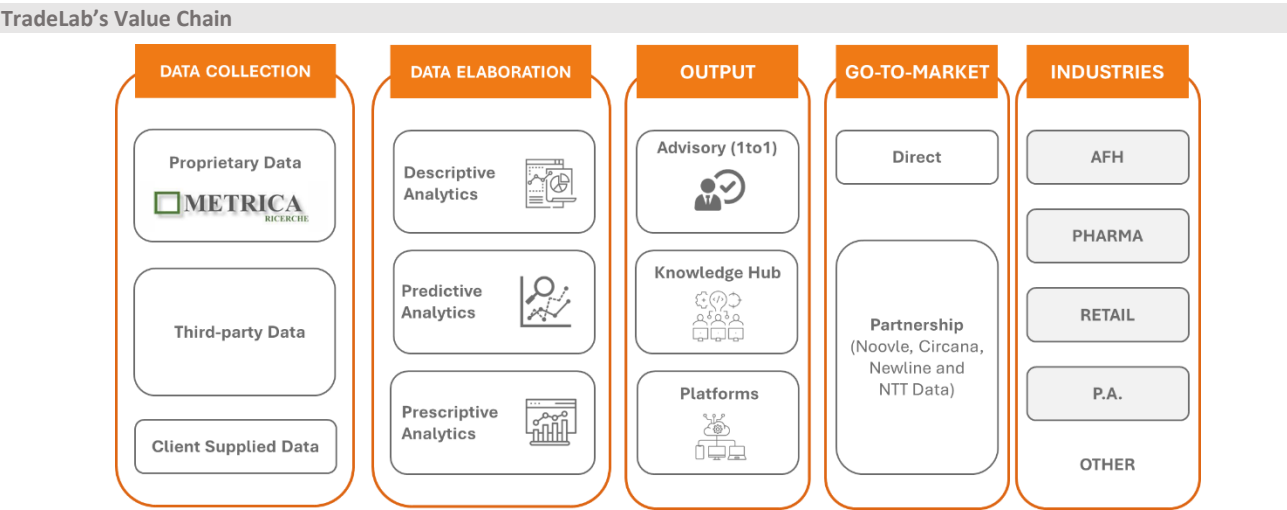 TradeLab's Value Chain
DATA COLLECTION
Proprietary Data
METRICA
RICERCHE
Third-party Data
Client Supplied Data
DATA ELABORATION
Descriptive
Analytics
Predictive
Analytics
Prescriptive
Analytics
OUTPUT
Advisory (1to1)
Knowledge Hub
Platforms
GO-TO-MARKET
Direct
Partnership
(Noovle, Circana,
Newline and
NTT Data)
INDUSTRIES
AFH
PHARMA
RETAIL
P.A.
OTHER